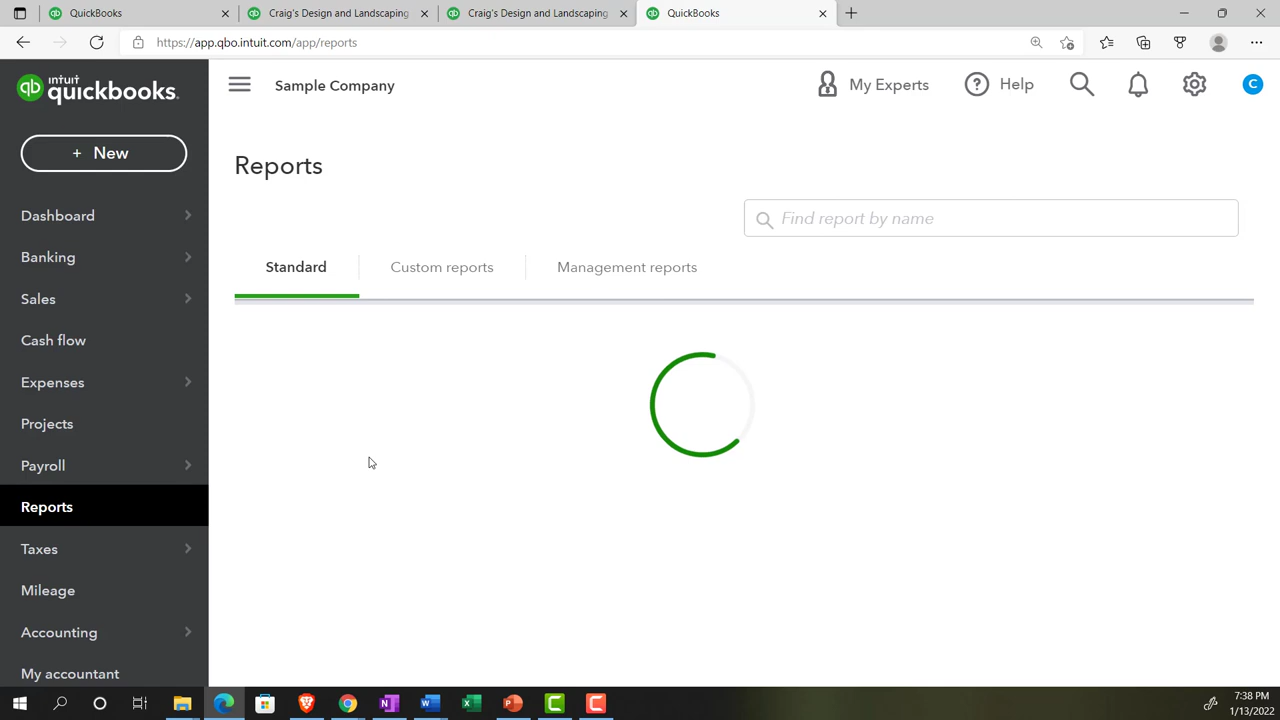 QuickBooks
Craig's Design and Landscaping
Craig's Design and Landscaping
QuickBooks
https://app.qbo.intuit.com/app/reports
intuit
quickbooks.
Sample Company
My Experts
Help
C
+ New
Reports
Find report by name
Dashboard
Banking
Standard
Custom reports
Management reports
Sales
Cash flow
Expenses
Projects
Payroll
Reports
Taxes
Mileage
Accounting
My accountant
7:38 PM
1/13/2022